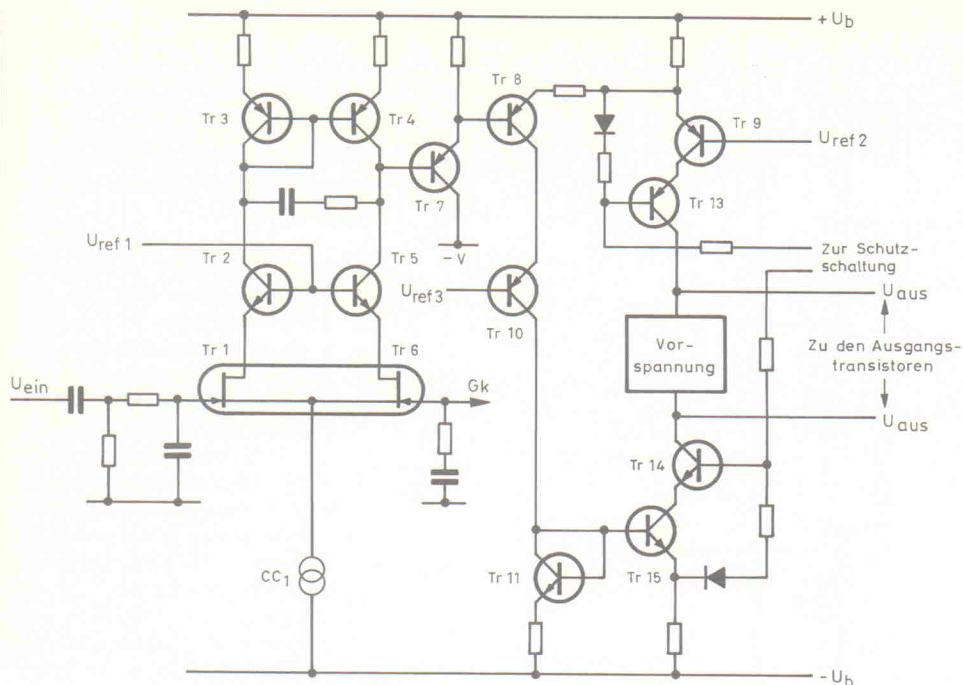 + Ub
Tr 8
Tr 3
Tr 4
Tr 9
Uref 2
Tr 7
Tr 13
- V
Uref 1
Zur Schutz-
schaltung
Tr 2
Tr 5
Uref3
Uaus
Tr 10
Tr 1
Tr 6
Vor-
spannung
Zu den Ausgangs-
transistoren
Uein
Gk
Uaus
Tr 14
CC1
Tr 11
Tr 15
- Ub